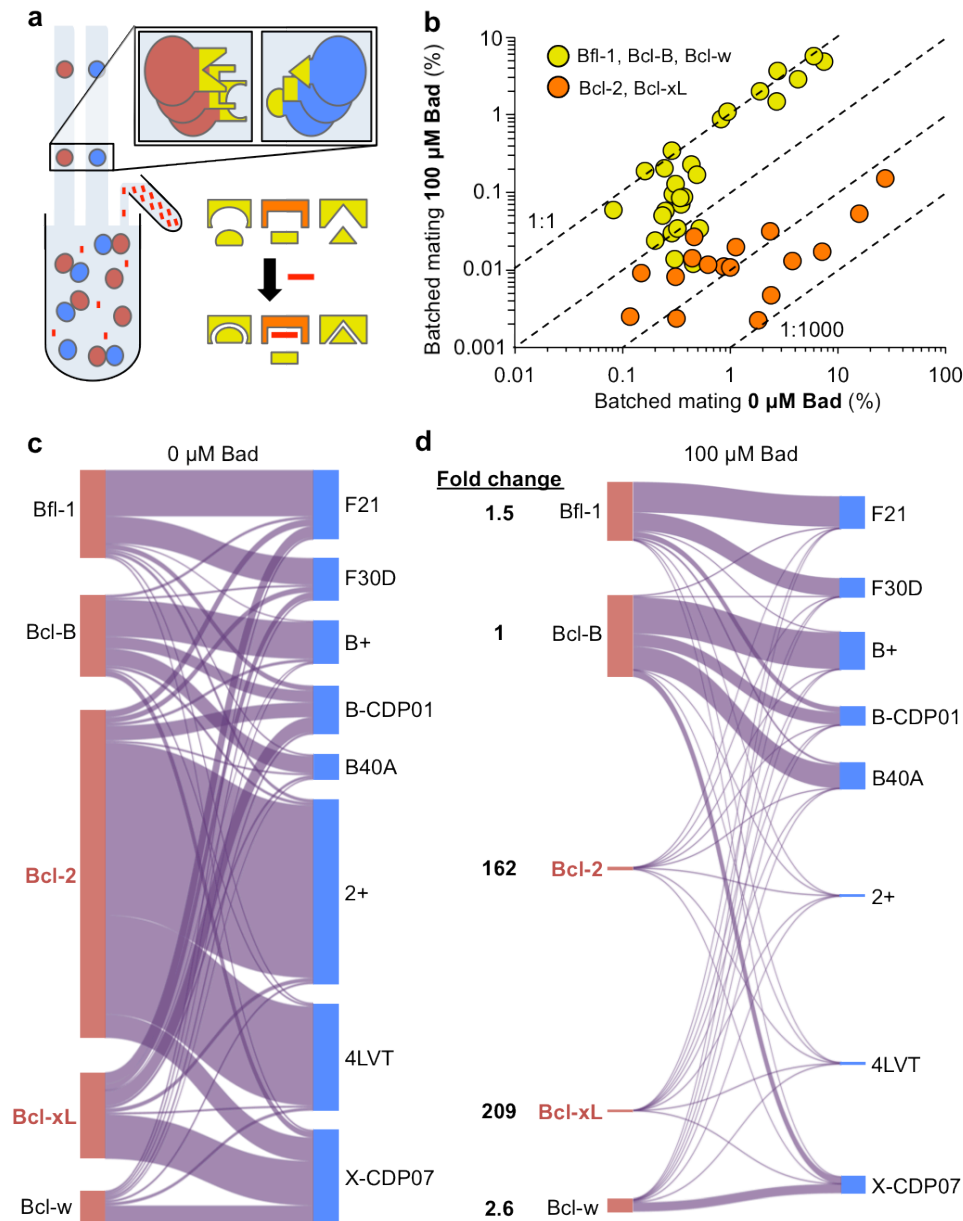 a
b
Batched mating 100 µM Bad (%)
10
1
0.1
0.01
0.001
Bfl-1, Bcl-B, Bcl-w
Bcl-2, Bcl-xL
1:1
1:1000
0.01
0.1
1
10
100
Batched mating 0 µM Bad (%)
c
0 µM Bad
Bfl-1
Bcl-B
Bcl-2
Bcl-xL
Bcl-w
F21
F30D
B+
B-CDP01
B40A
2+
4LVT
X-CDP07
d
100 µM Bad
Fold change
1.5
1
162
209
2.6
Bfl-1
Bcl-B
Bcl-2
Bcl-xL
Bcl-w
F21
F30D
B+
B-CDP01
B40A
2+
4LVT
X-CDP07